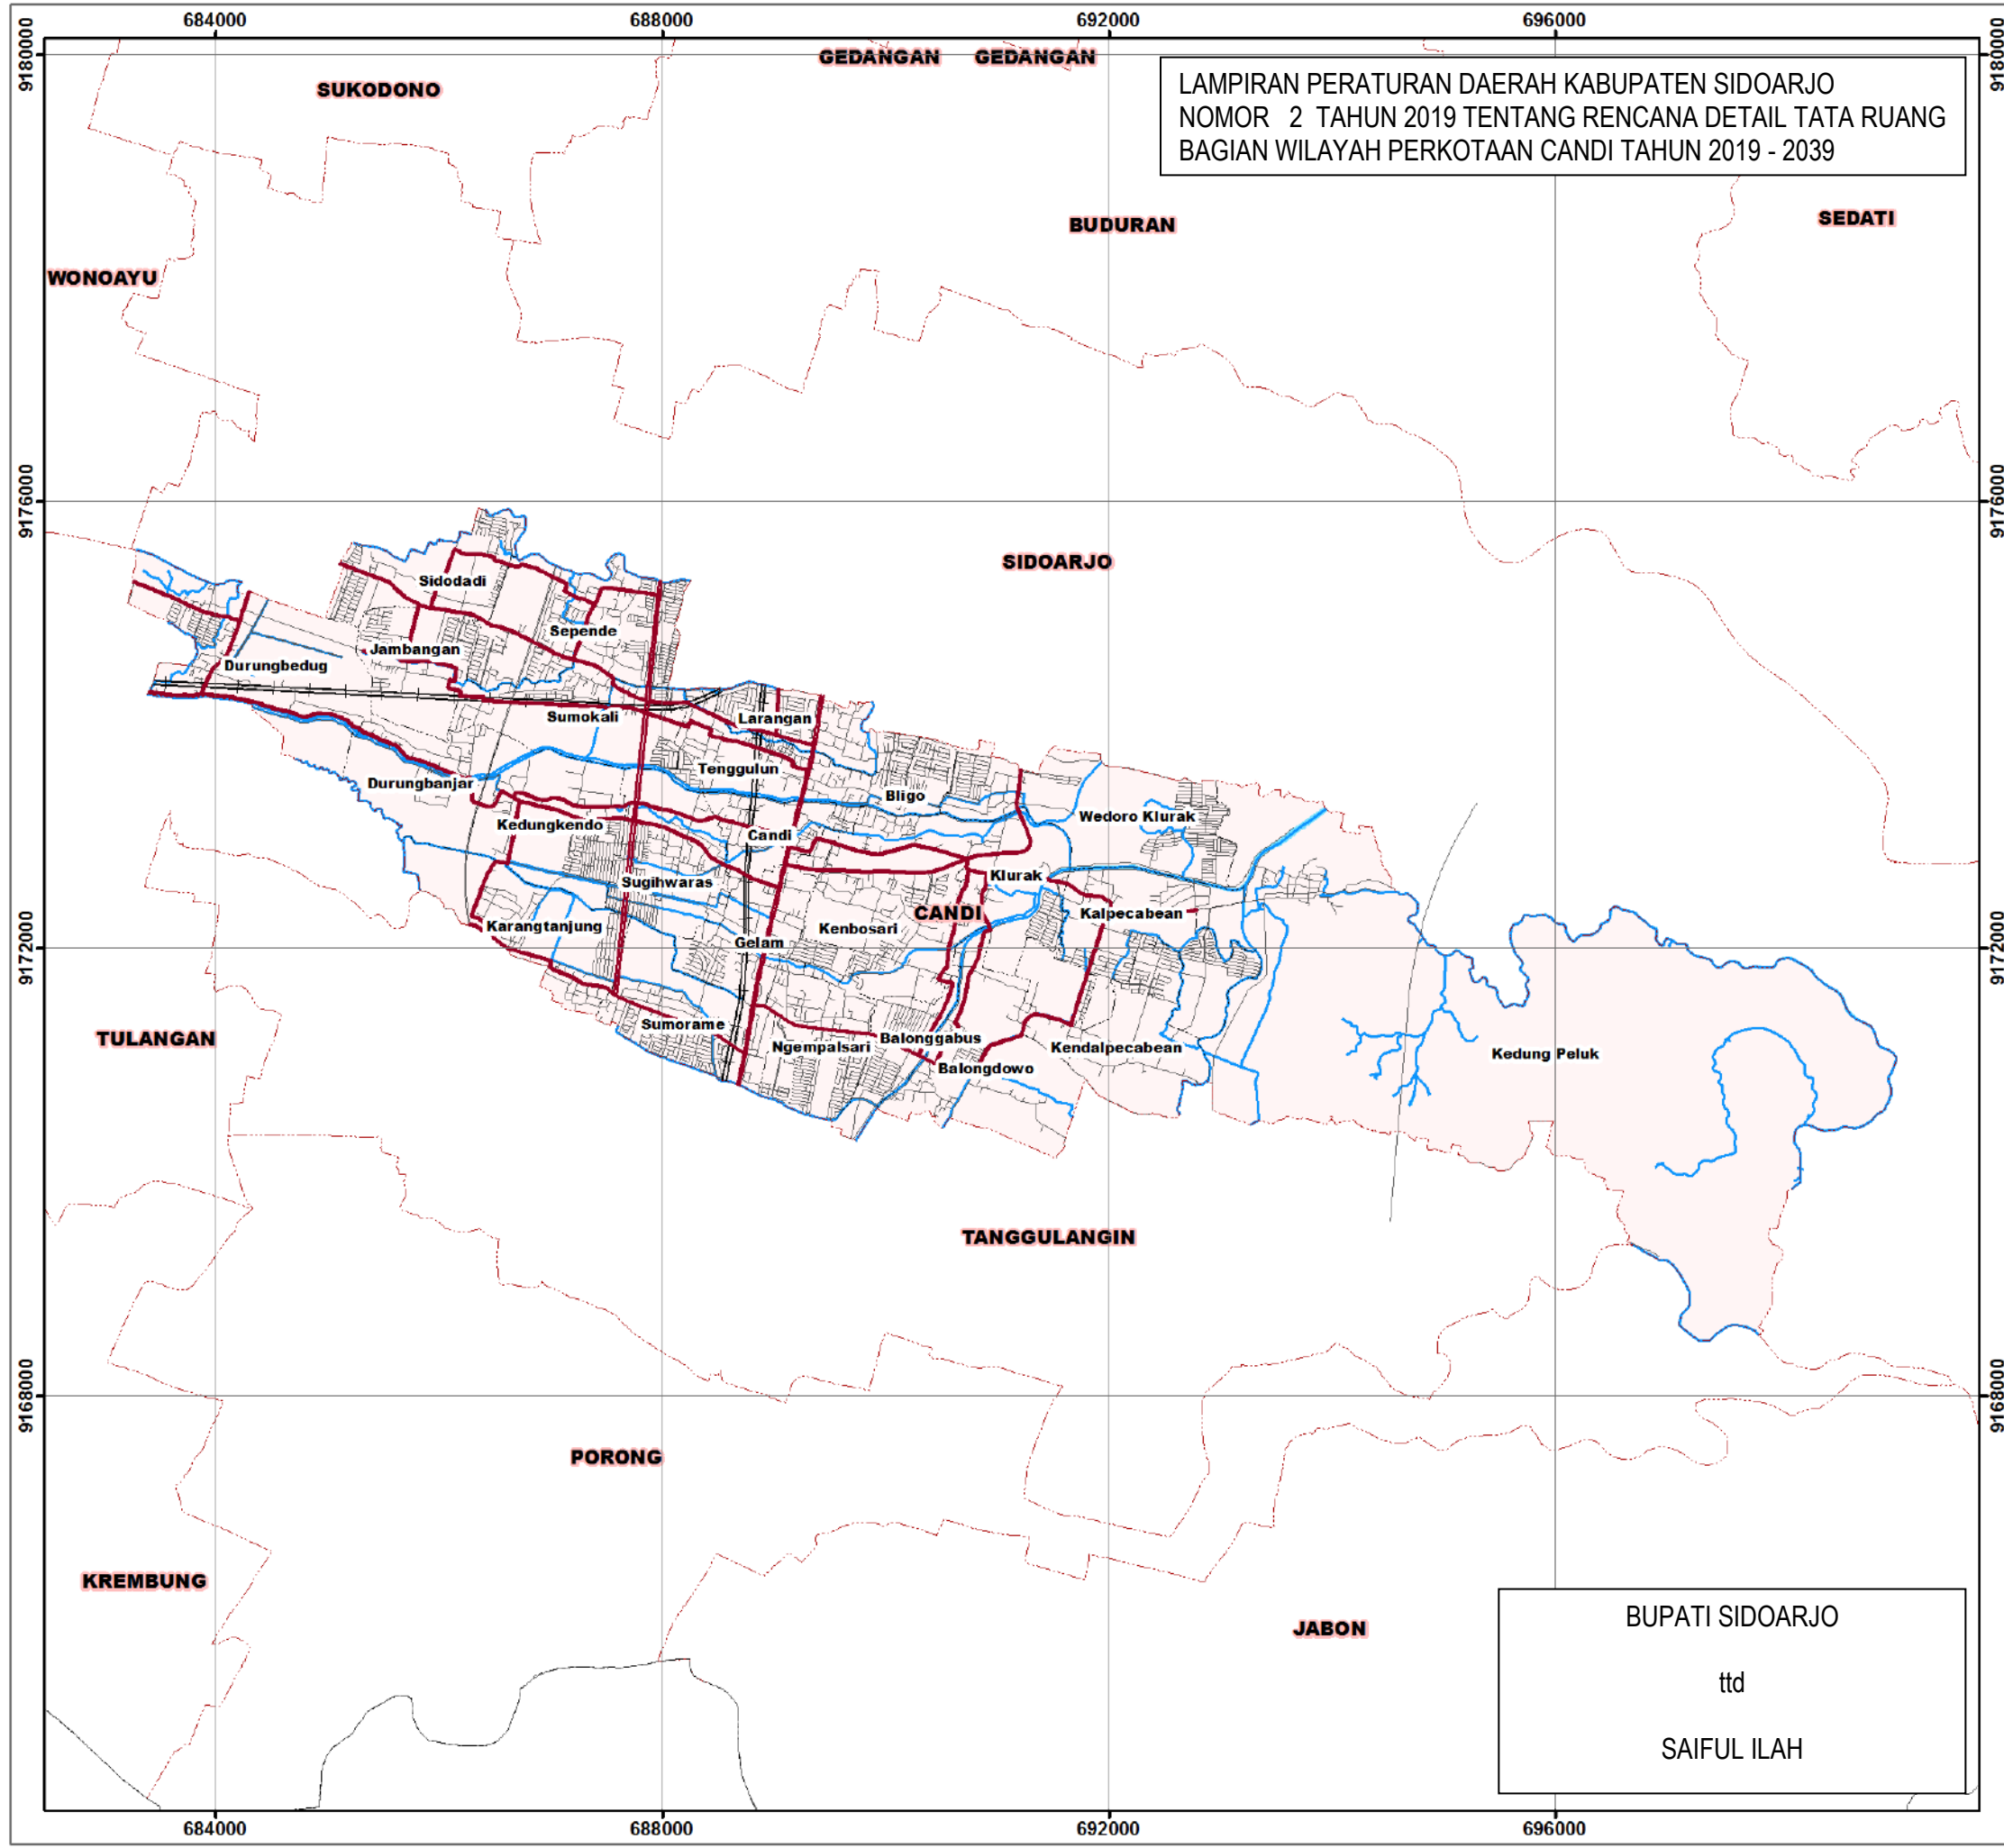 684000
688000
692000
696000
9180000
9180000
GEDANGAN
GEDANGAN
SUKODONO
LAMPIRAN PERATURAN DAERAH KABUPATEN SIDOARJO
NOMOR 2 TAHUN 2019 TENTANG RENCANA DETAIL TATA RUANG
BAGIAN WILAYAH PERKOTAAN CANDI TAHUN 2019 - 2039
BUDURAN
SEDATI
WONOAYU
9176000
9176000
SIDOARJO
Sidodadi
Sepende
Jambangan
Durungbedug
Sumokali
Larangan
Tenggulun
Durungbanjar
Bligo
Wedoro Klurak
Kedungkendo
Candi
Klurak
Sugihwaras
CANDI
Kalpecabean
Karangtanjung
Kenbosari
Gelam
9172000
9172000
Sumorame
TULANGAN
Balonggabus
Ngempalsari
Kendalpecabean
Kedung Peluk
Balongdowo
TANGGULANGIN
9168000
9168000
PORONG
KREMBUNG
JABON
BUPATI SIDOARJO
ttd
SAIFUL ILAH
684000
688000
692000
696000